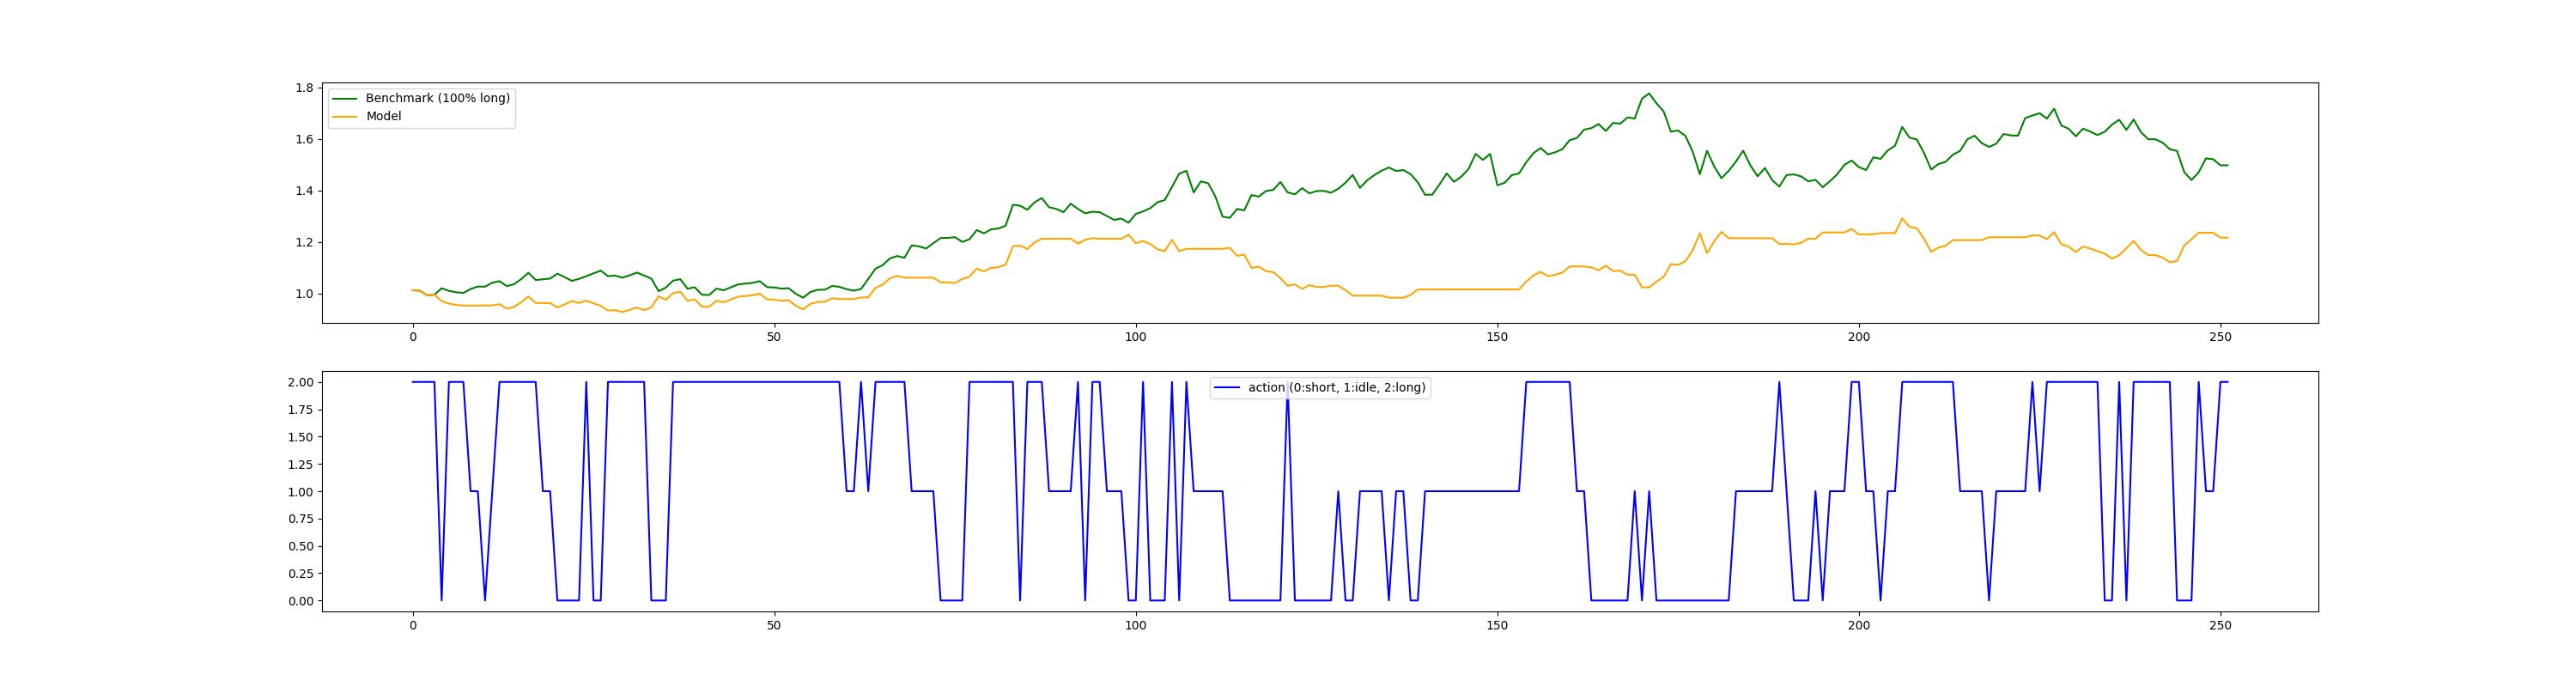 1.8
1.6
1.4
1.2
1.0
Benchmark (100% long)
Model
0 50 100 150 200 250
2.00
1.75
1.50
1.25
1.00
0.75
0.50
0.25
0.00
action (0:short, 1:idle, 2:long)
0 50 100 150 200 250